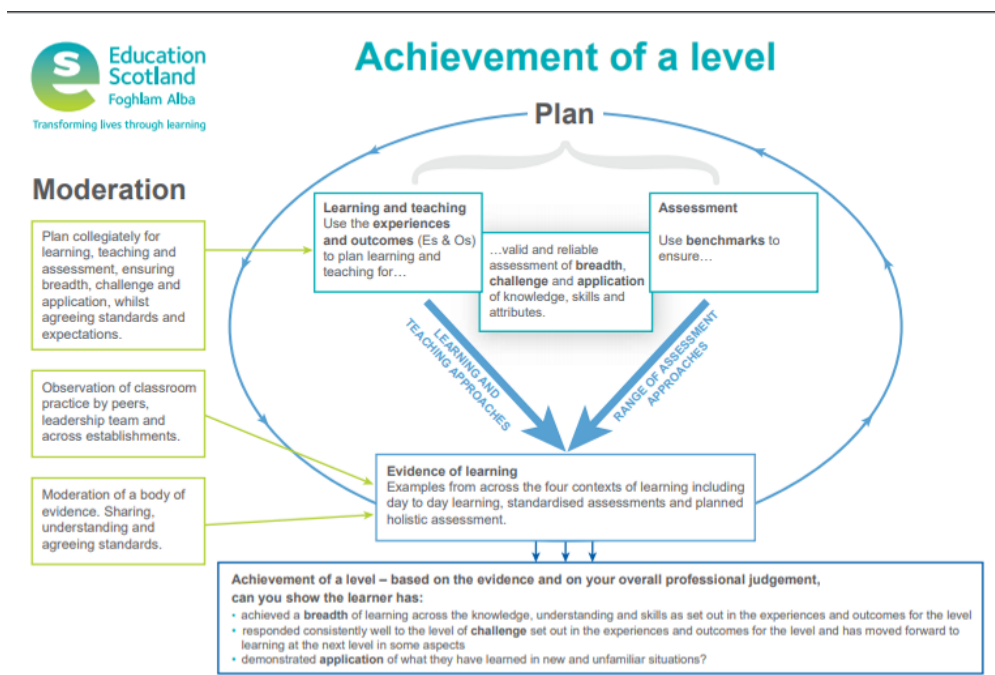 Education
Scotland
Foghlam Alba
Transforming lives through learning
Achievement of a level
Plan
Moderation
Plan collegiately for
learning, teaching and
assessment, ensuring
breadth, challenge and
application, whilst
agreeing standards and
expectations.
Observation of classroom
practice by peers,
leadership team and
across establishments.
Moderation of a body of
evidence. Sharing,
understanding and
agreeing standards.
Learning and teaching
Use the experiences
and outcomes (Es & Os)
to plan learning and
teaching for…
…valid and reliable
assessment of breadth,
challenge and application
of knowledge, skills and
attributes.
Assessment
Use benchmarks to
ensure…
LEARNING AND
TEACHING APPROACHES
RANGE OF ASSESSMENT
APPROACHES
Evidence of learning
Examples from across the four contexts of learning including
day to day learning, standardised assessments and planned
holistic assessment.
Achievement of a level – based on the evidence and on your overall professional judgement,
can you show the learner has:
• achieved a breadth of learning across the knowledge, understanding and skills as set out in the experiences and outcomes for the level
• responded consistently well to the level of challenge set out in the experiences and outcomes for the level and has moved forward to
learning at the next level in some aspects
• demonstrated application of what they have learned in new and unfamiliar situations?